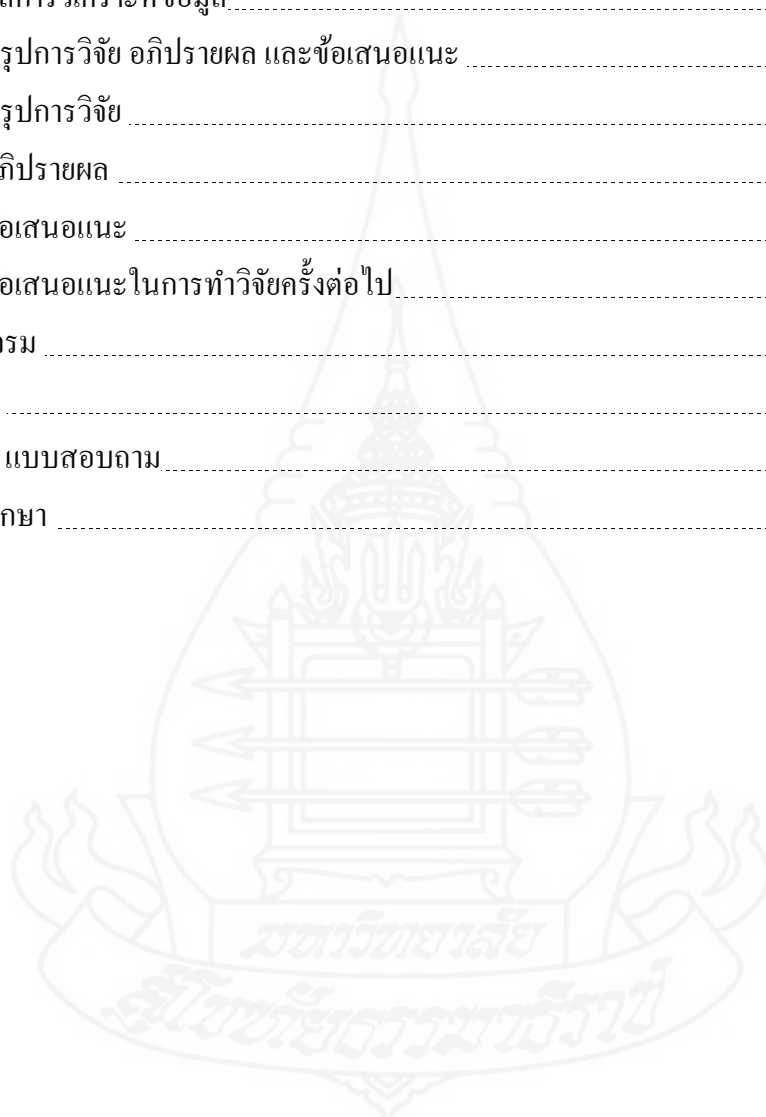 รุปการวิจัย อภิปรายผล และข้อเสนอแนะ
รุปการวิจัย
ภิปรายผล
อเสนอแนะ
อเสนอแนะในการทำวิจัยครั้งต่อไป
กรม
แบบสอบถาม
กษา
มหาวิทยาลัย
สุโขทัยธรรมาธิราช